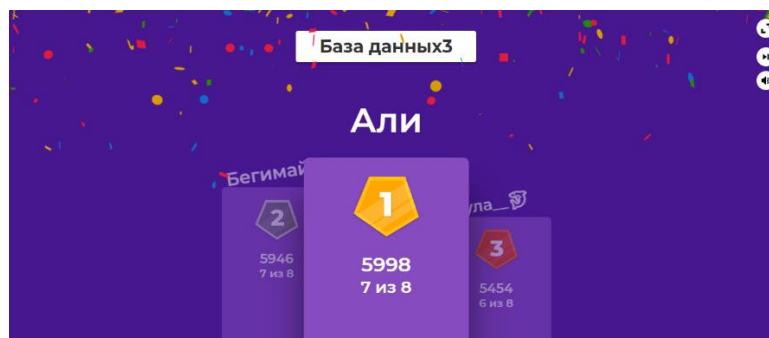 База данных3
Али
Бегимай
1
2
3
5946
7 из 8
5998
7 из 8
5454
6 из 8